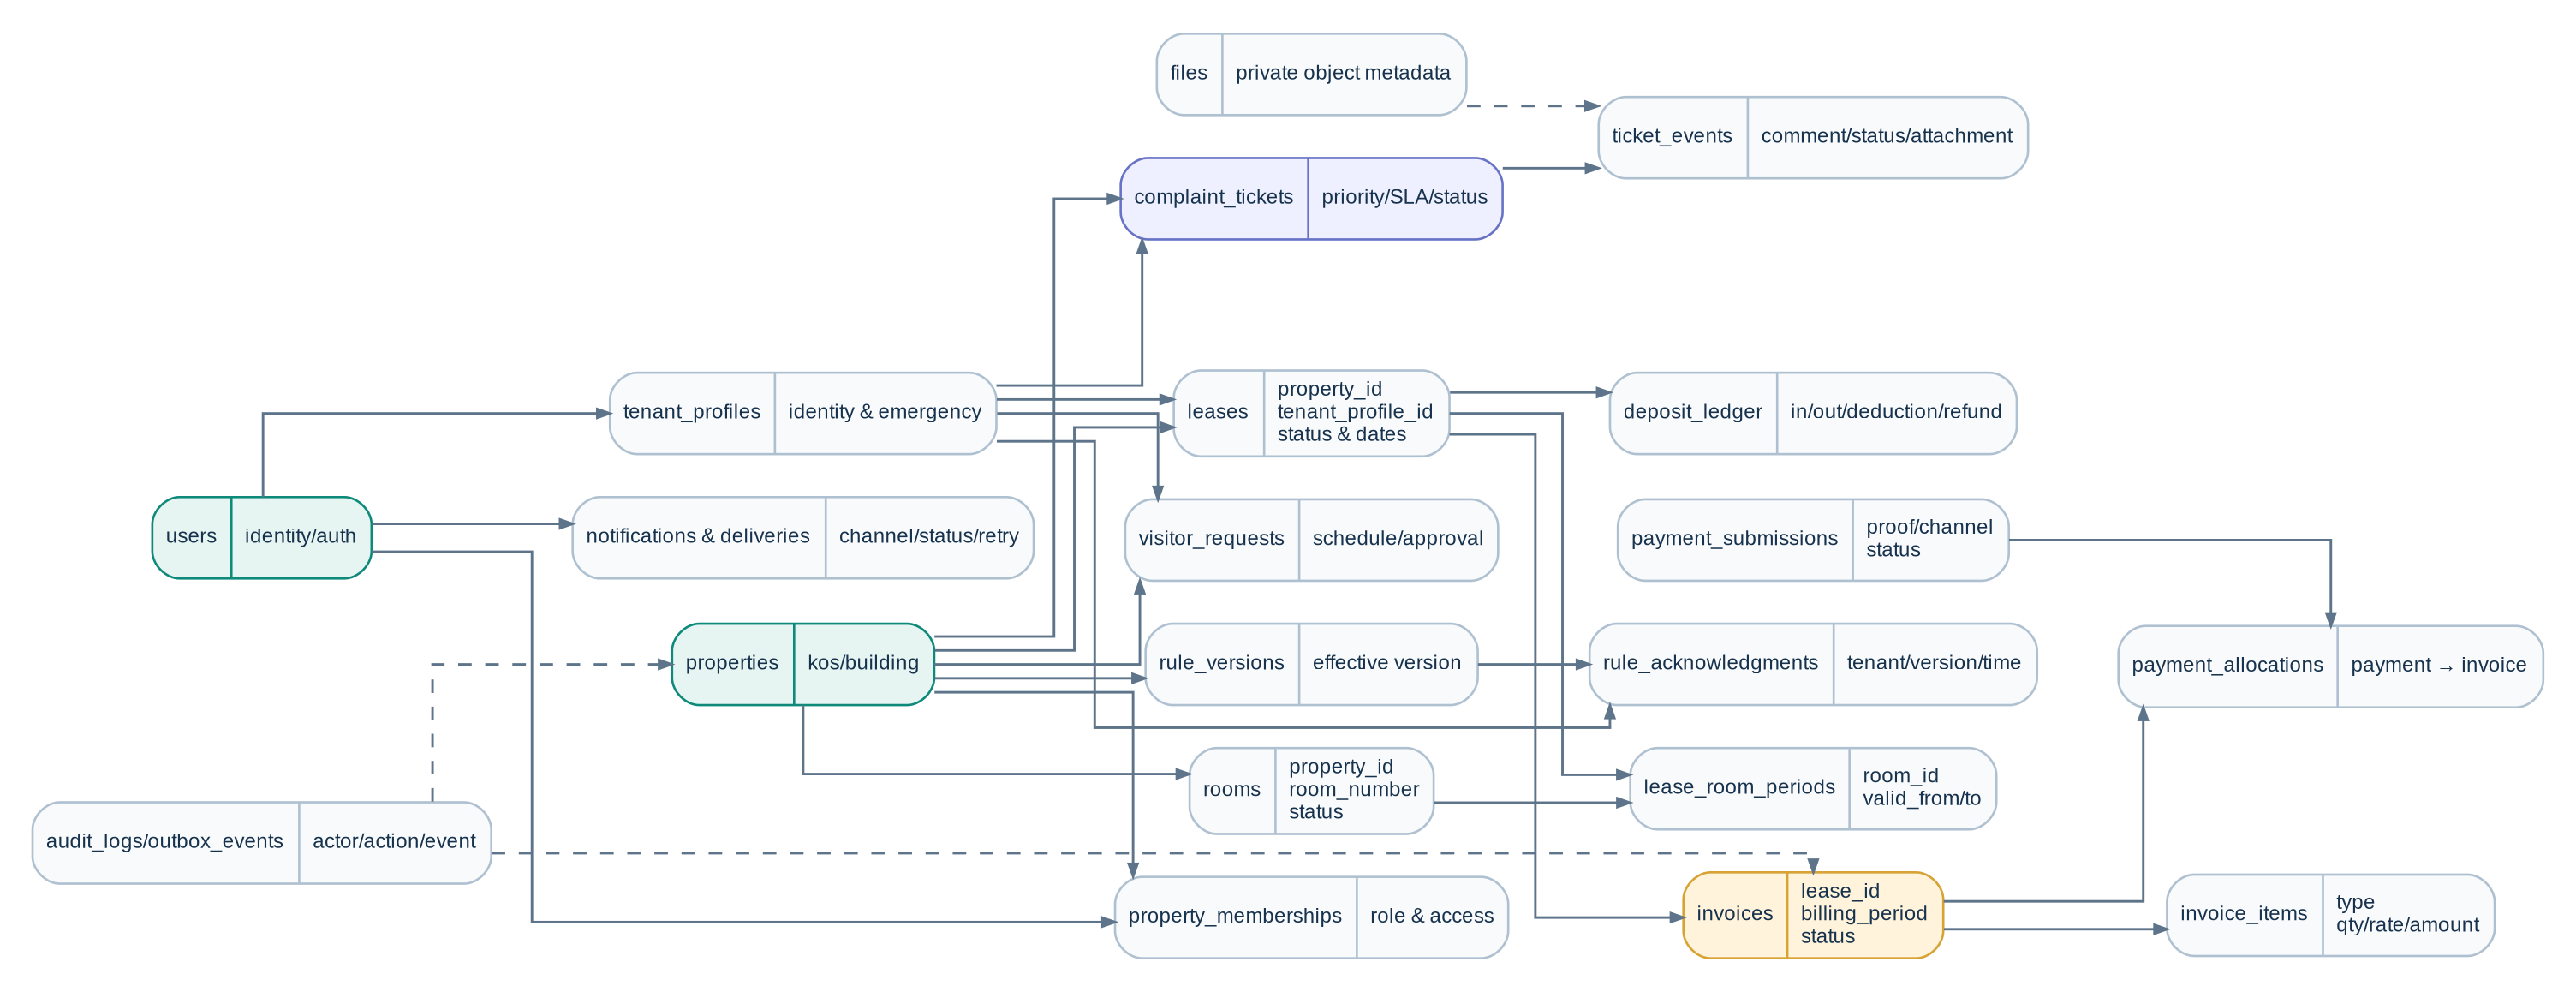 files
private object metadata
ticket_events
comment/status/attachment
complaint_tickets
priority/SLA/status
tenant_profiles
identity & emergency
leases
property_id
tenant_profile_id
status & dates
deposit_ledger
in/out/deduction/refund
users
identity/auth
notifications & deliveries
channel/status/retry
visitor_requests
schedule/approval
payment_submissions
proof/channel
status
properties
kos/building
rule_versions
effective version
rule_acknowledgments
tenant/version/time
payment_allocations
payment → invoice
rooms
property_id
room_number
status
lease_room_periods
room_id
valid_from/to
audit_logs/outbox_events
actor/action/event
property_memberships
role & access
invoices
lease_id
billing_period
status
invoice_items
type
qty/rate/amount